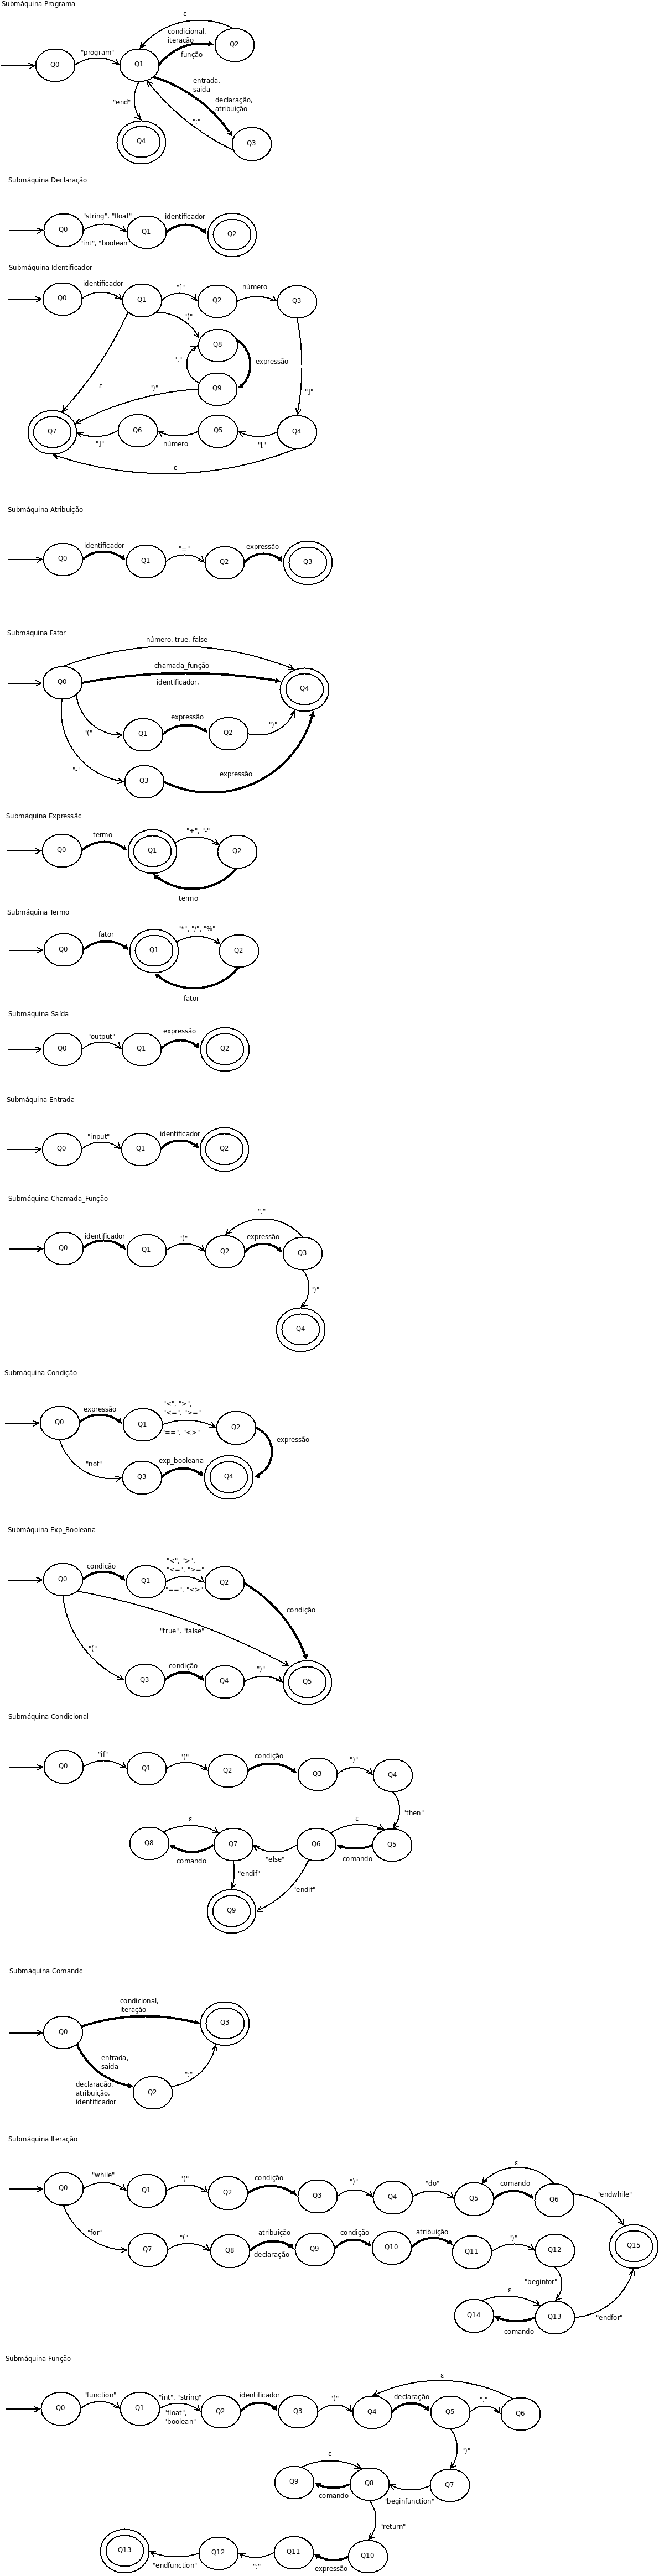 Submáquina Programa
ε
condicional,
iteração
Q2
"program"
Q0
Q1
função
entrada,
saida
declaração,
atribuição
"end"
";"
Q4
Q3
Submáquina Declaração
"string", "float"
identificador
Q0
Q1
Q2
"int", "boolean"
Submáquina Identificador
identificador
"["
número
Q0
Q1
Q2
Q3
"("
Q8
","
expressão
ε
")"
Q9
"]"
Q7
Q6
Q5
Q4
"]"
número
"["
ε
Submáquina Atribuição
identificador
"="
expressão
Q0
Q1
Q2
Q3
Submáquina Fator
número, true, false
chamada_função
Q0
identificador,
Q4
expressão
"("
Q1
Q2
")"
"-"
Q3
expressão
Submáquina Expressão
termo
"+", "-"
Q0
Q1
Q2
termo
Submáquina Termo
fator
"*", "/", "%"
Q0
Q1
Q2
fator
Submáquina Saída
"output"
expressão
Q0
Q1
Q2
Submáquina Entrada
"input"
identificador
Q0
Q1
Q2
Submáquina Chamada_Função
","
identificador
"("
expressão
Q0
Q1
Q2
Q3
")"
Q4
Submáquina Condição
expressão
"<", ">",
"<=", ">="
Q0
Q1
Q2
"==", "<>"
expressão
"not"
exp_booleana
Q3
Q4
Submáquina Exp_Booleana
condição
"<", ">",
"<=", ">="
Q0
Q1
Q2
"==", "<>"
condição
"true", "false"
"("
condição
")"
Q3
Q4
Q5
Submáquina Condicional
"if"
"("
condição
")"
Q0
Q1
Q2
Q3
Q4
"then"
ε
ε
Q8
Q7
Q6
Q5
comando
"else"
comando
"endif"
"endif"
Q9
Submáquina Comando
condicional,
iteração
Q0
Q3
entrada,
saida
declaração,
atribuição,
identificador
Q2
";"
Submáquina Iteração
ε
"while"
"("
condição
")"
"do"
comando
"endwhile"
Q0
Q1
Q2
Q3
Q4
Q5
Q6
"for"
"("
atribuição
condição
atribuição
")"
Q15
Q7
Q8
Q9
Q10
Q11
Q12
declaração
"beginfor"
ε
Q14
Q13
"endfor"
comando
Submáquina Função
ε
"function"
"int", "string"
identificador
"("
declaração
","
Q0
Q1
Q2
Q3
Q4
Q5
Q6
"float",
"boolean"
")"
ε
Q9
Q8
Q7
comando
"beginfunction"
"return"
Q13
Q12
Q11
Q10
"endfunction"
";"
expressão